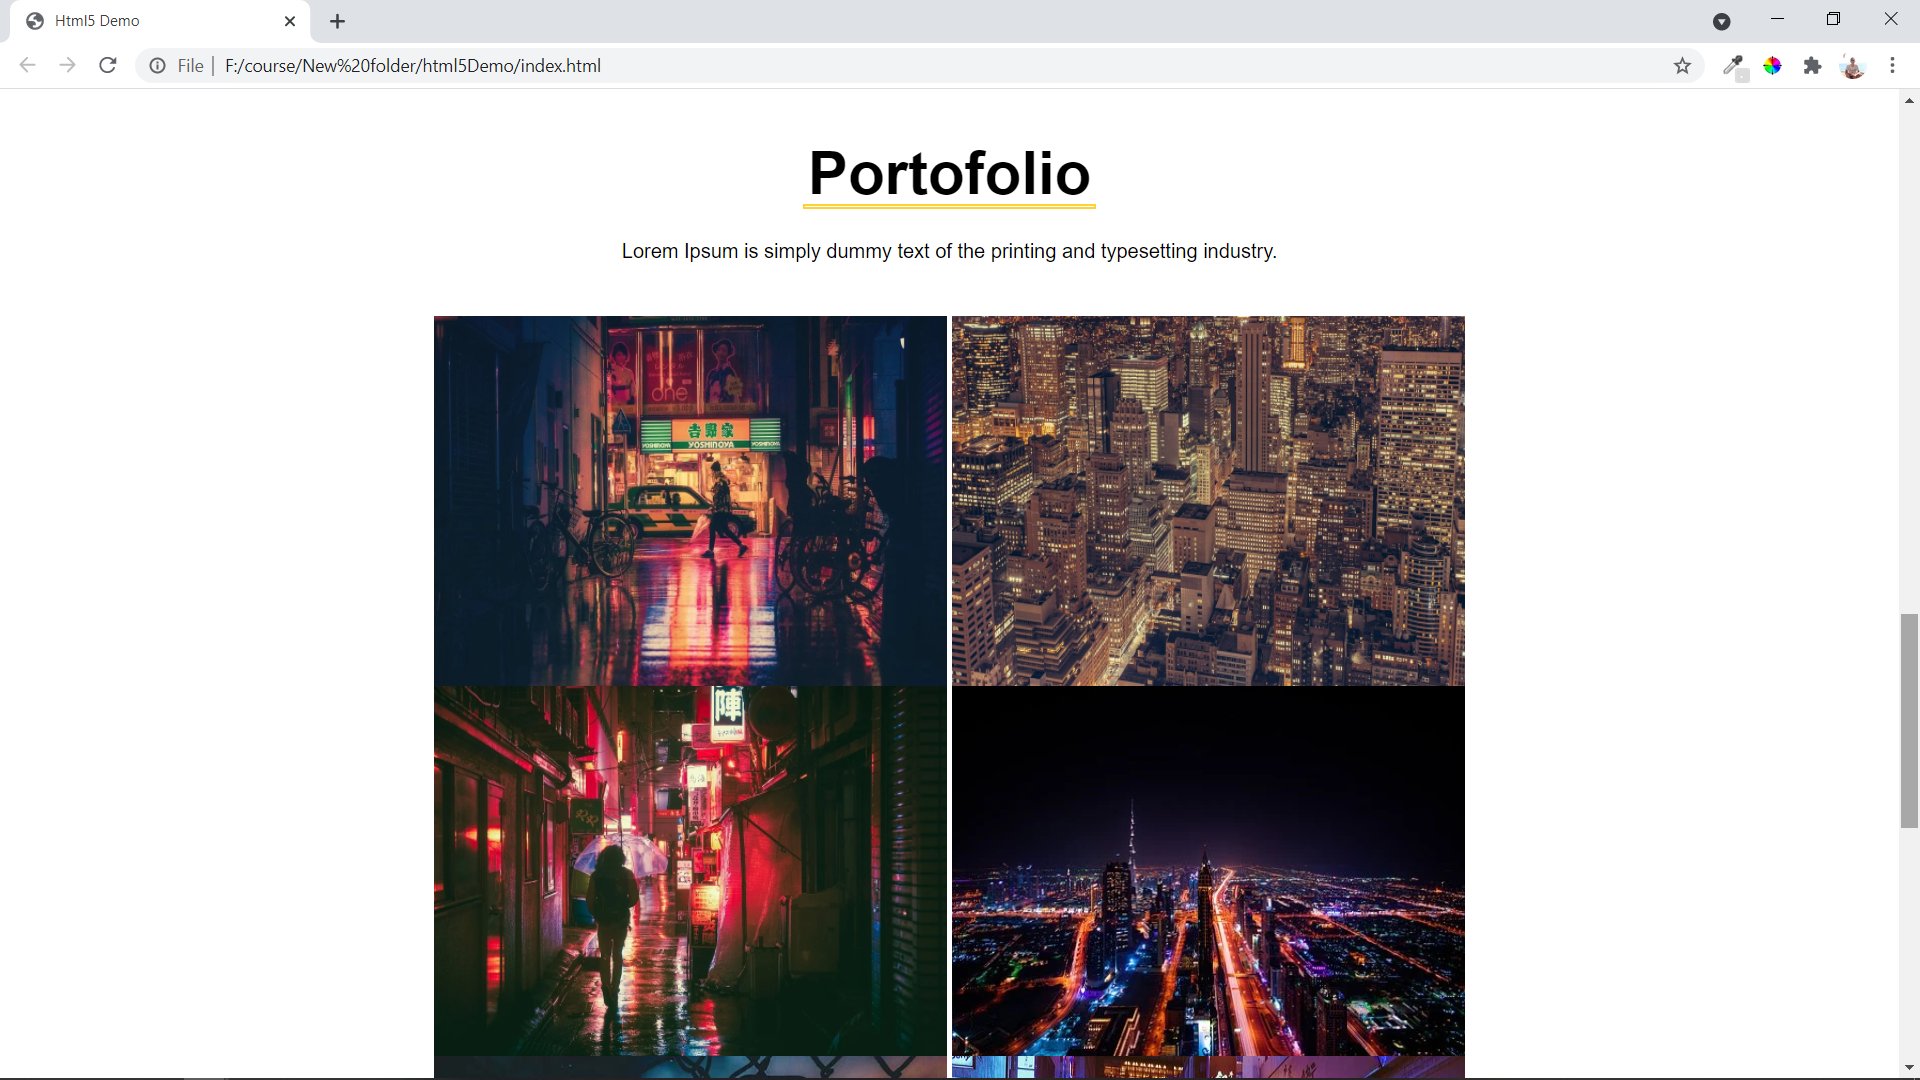 Html5 Demo
File
F:/course/New%20folder/html5Demo/index.html
Portofolio
Lorem Ipsum is simply dummy text of the printing and typesetting industry.
one
吉野家
YOSHINOYA
YOSHINOYA
陣